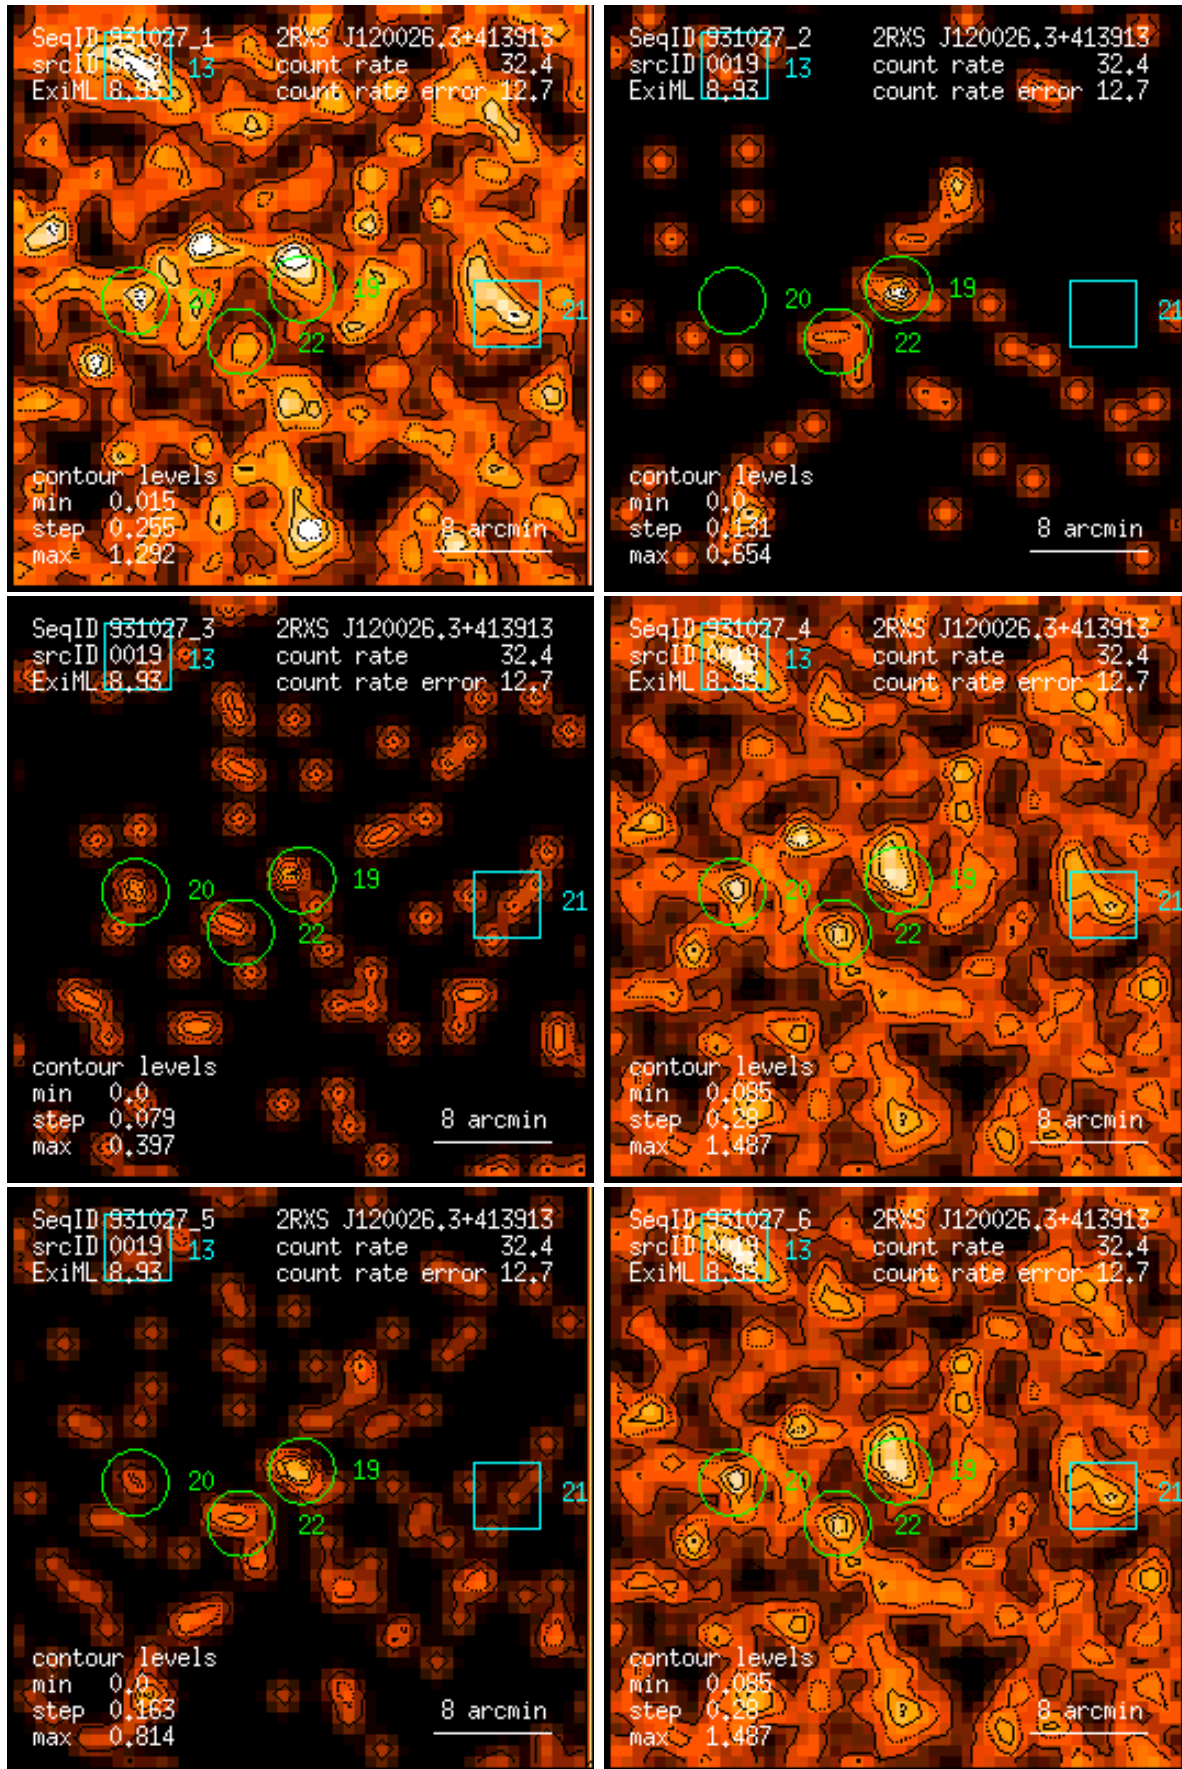 SeqID 931027_1 2RXS J120026.3+413913
srcID 0019 13 count rate 32.4
ExiML 8.93 count rate error 12.7
20
19
21
22
contour levels
min 0.015
step 0.255 8 arcmin
max 1.292
SeqID 931027_2 2RXS J120026.3+413913
srcID 0019 13 count rate 32.4
ExiML 8.93 count rate error 12.7
20
19
21
22
contour levels
min 0.0
step 0.131 8 arcmin
max 0.654
SeqID 931027_3 2RXS J120026.3+413913
srcID 0019 13 count rate 32.4
ExiML 8.93 count rate error 12.7
20
19
21
22
contour levels
min 0.0
step 0.079 8 arcmin
max 0.397
SeqID 931027_4 2RXS J120026.3+413913
srcID 0019 13 count rate 32.4
ExiML 8.93 count rate error 12.7
20
19
21
22
contour levels
min 0.085
step 0.28 8 arcmin
max 1.487
SeqID 931027_5 2RXS J120026.3+413913
srcID 0019 13 count rate 32.4
ExiML 8.93 count rate error 12.7
20
19
21
22
contour levels
min 0.0
step 0.163 8 arcmin
max 0.814
SeqID 931027_6 2RXS J120026.3+413913
srcID 0019 13 count rate 32.4
ExiML 8.93 count rate error 12.7
20
19
21
22
contour levels
min 0.085
step 0.28 8 arcmin
max 1.487